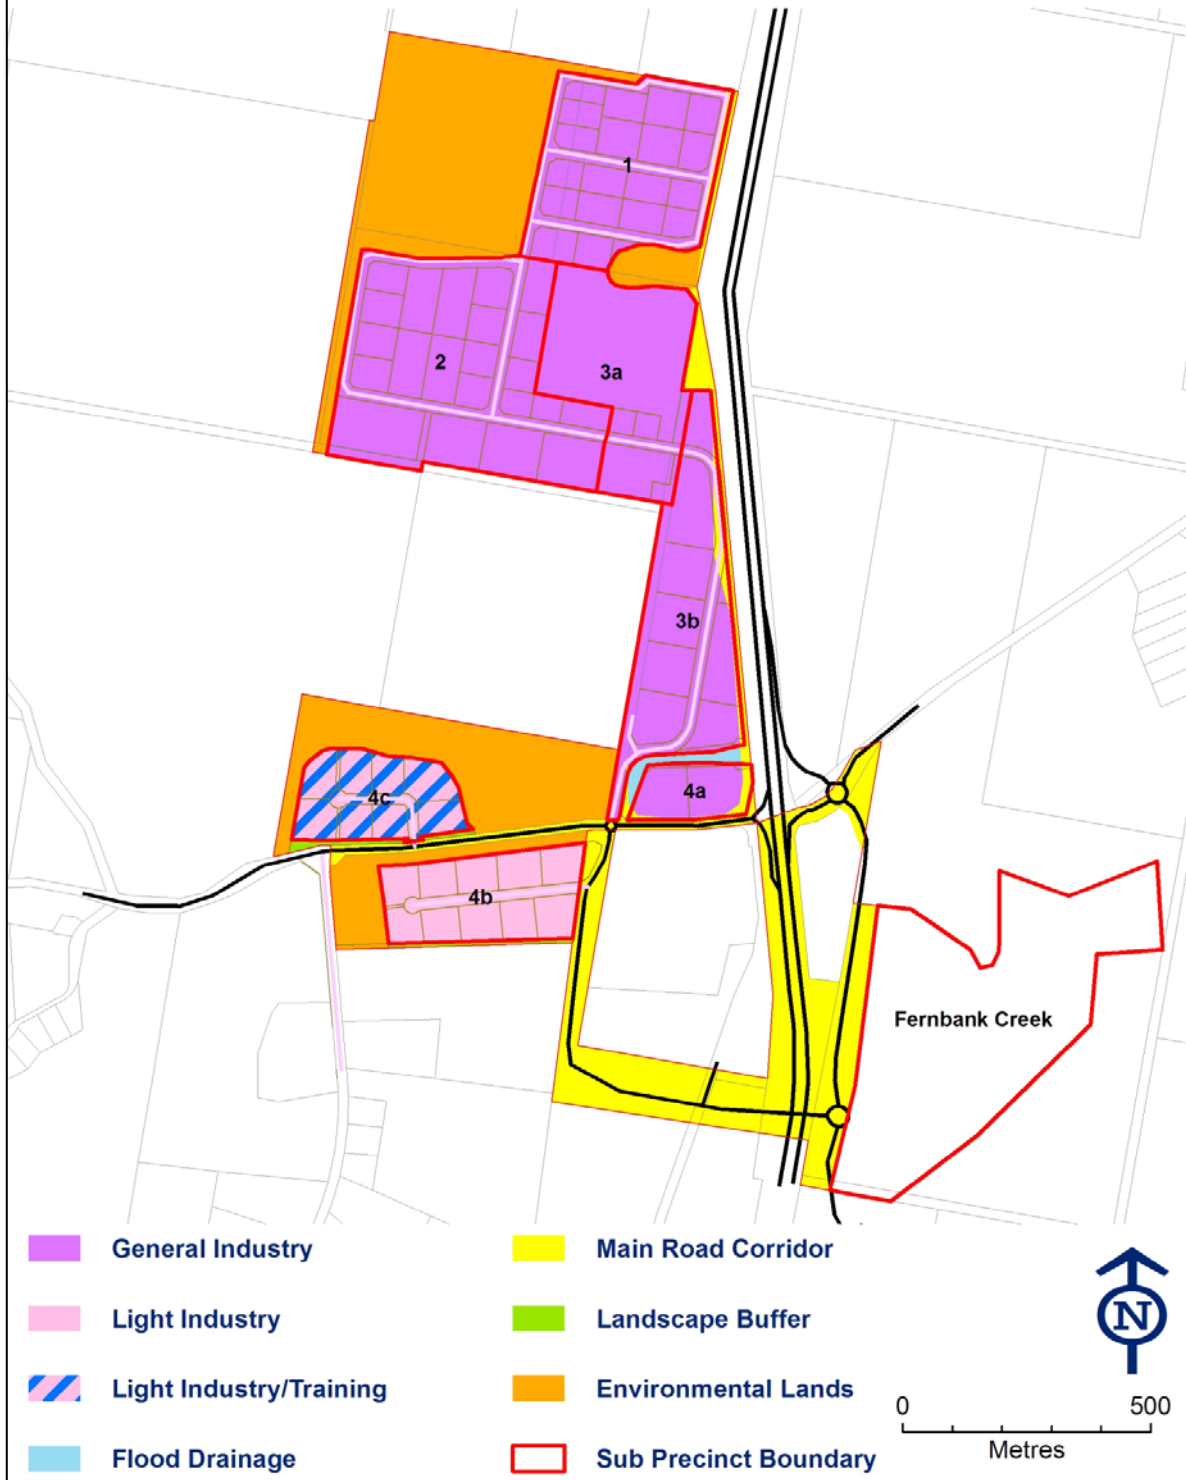 1
2
3a
3b
4a
4c
4b
Fernbank Creek
General Industry
Main Road Corridor
Light Industry
Landscape Buffer
N
Light Industry/Training
Environmental Lands
0 500
Metres
Flood Drainage
Sub Precinct Boundary